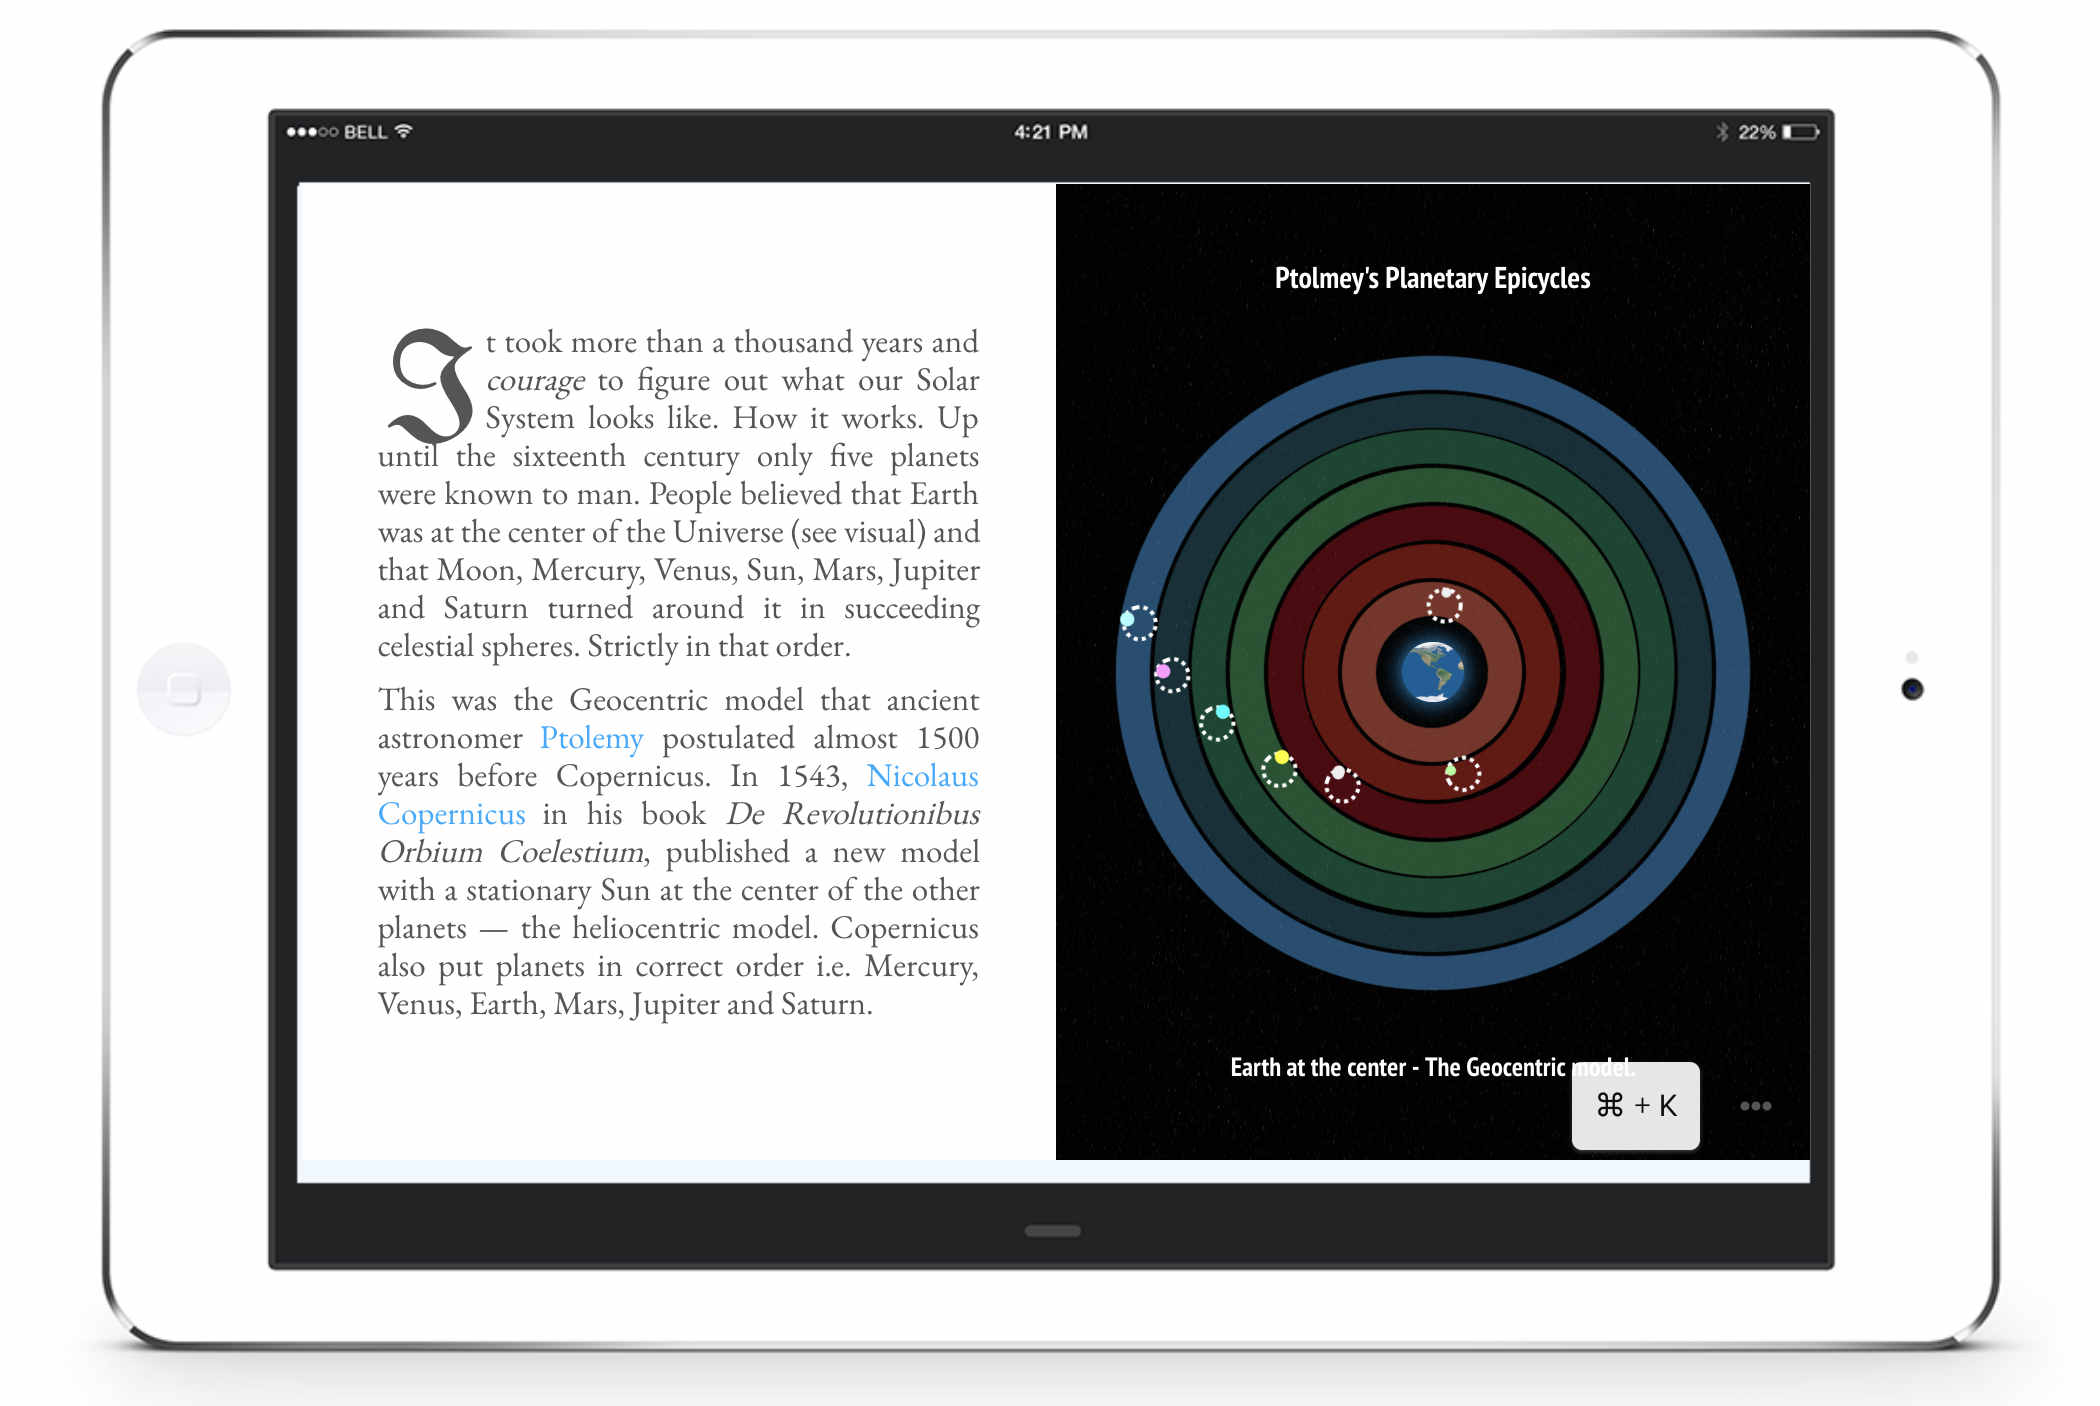 BELL
4:21 PM
22%
It took more than a thousand years and
courage to figure out what our Solar
System looks like. How it works. Up
until the sixteenth century only five planets
were known to man. People believed that Earth
was at the center of the Universe (see visual) and
that Moon, Mercury, Venus, Sun, Mars, Jupiter
and Saturn turned around it in succeeding
celestial spheres. Strictly in that order.
This was the Geocentric model that ancient
astronomer Ptolemy postulated almost 1500
years before Copernicus. In 1543, Nicolaus
Copernicus in his book De Revolutionibus
Orbium Coelestium, published a new model
with a stationary Sun at the center of the other
planets — the heliocentric model. Copernicus
also put planets in correct order i.e. Mercury,
Venus, Earth, Mars, Jupiter and Saturn.
Ptolmey's Planetary Epicycles
Earth at the center - The Geocentric model.
⌘ + K